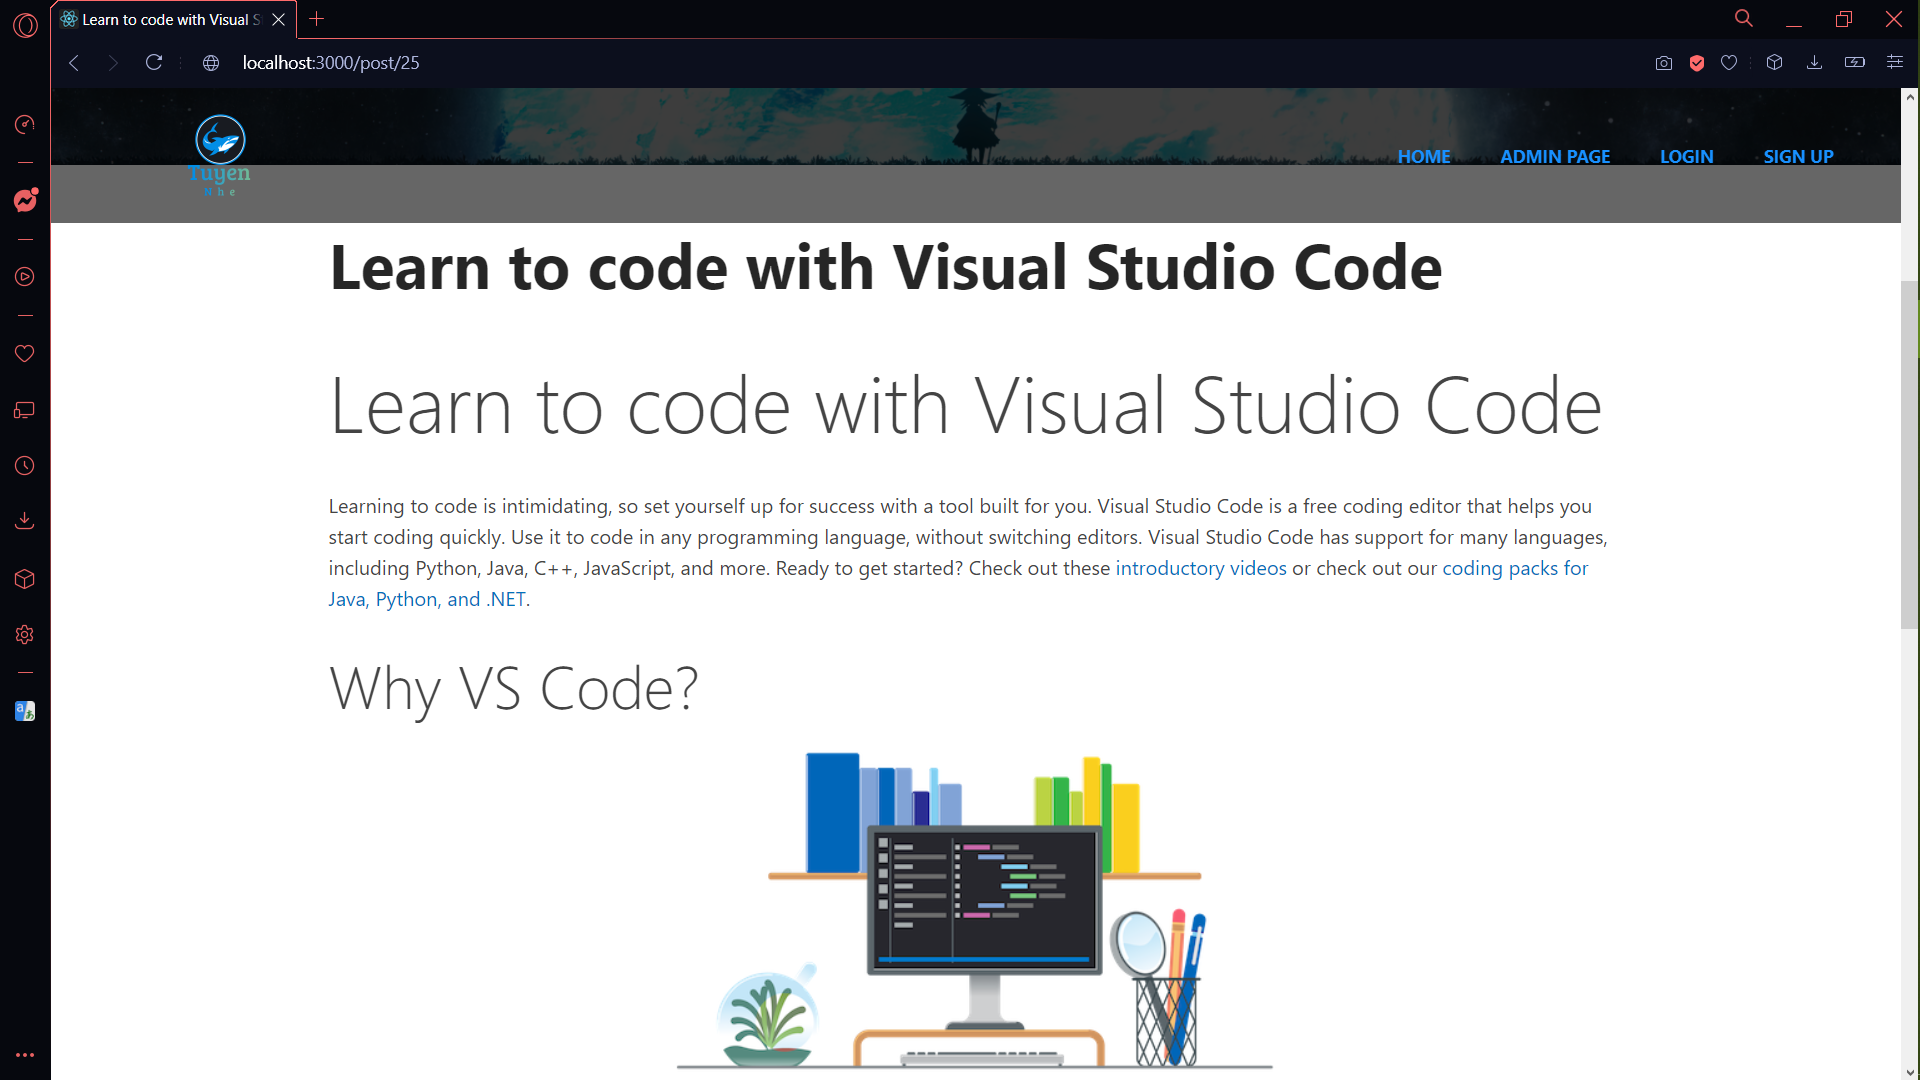 Learn to code with Visual S
localhost:3000/post/25
Tuyen
Nhe
HOME ADMIN PAGE LOGIN SIGN UP
Learn to code with Visual Studio Code
Learn to code with Visual Studio Code
Learning to code is intimidating, so set yourself up for success with a tool built for you. Visual Studio Code is a free coding editor that helps you
start coding quickly. Use it to code in any programming language, without switching editors. Visual Studio Code has support for many languages,
including Python, Java, C++, JavaScript, and more. Ready to get started? Check out these introductory videos or check out our coding packs for
Java, Python, and .NET.
Why VS Code?